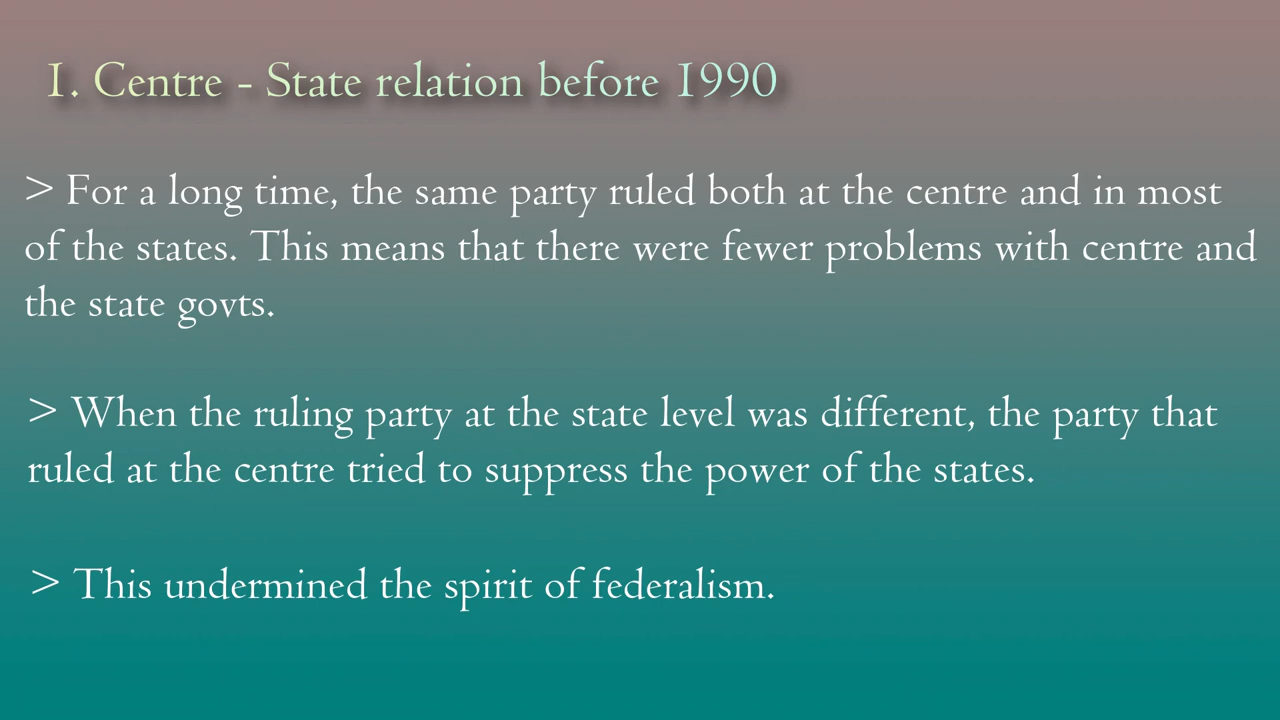 1. Centre - State relation before 1990
> For a long time, the same party ruled both at the centre and in most
of the states. This means that there were fewer problems with centre and
the state govts.
> When the ruling party at the state level was different, the party that
ruled at the centre tried to suppress the power of the states.
> This undermined the spirit of federalism.